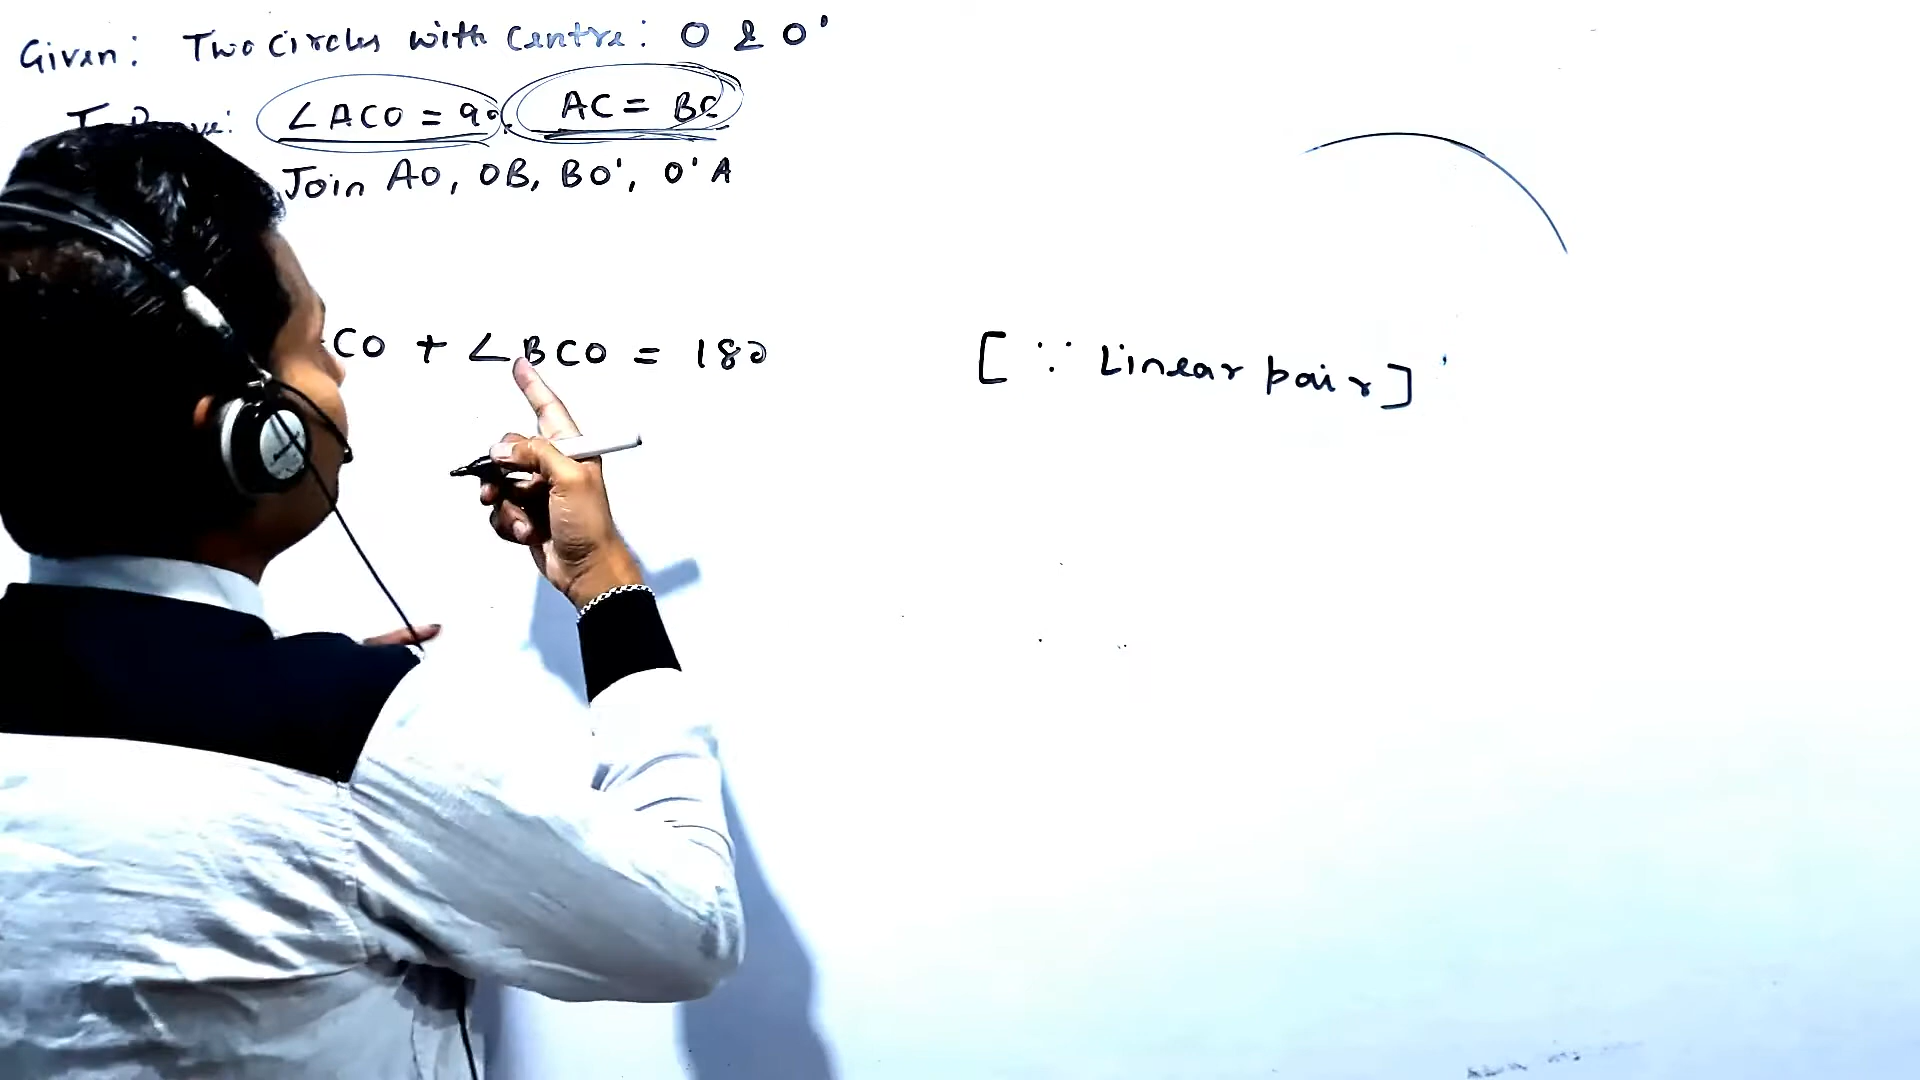 Given: Two Circles with Centre: O & O'
∠ACO = 90, AC = BC
Join AO, OB, BO', O'A
CO + ∠BCO = 180 [∵ Linear pair]